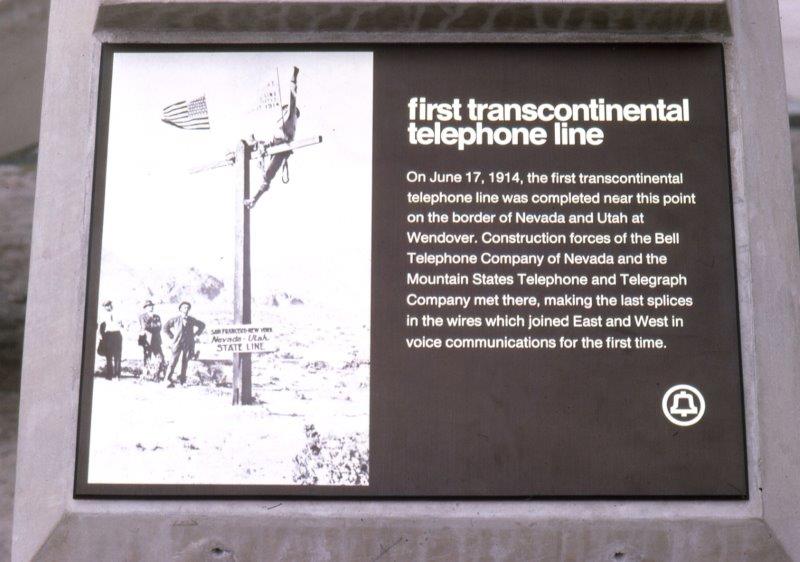 first transcontinental
telephone line
On June 17, 1914, the first transcontinental
telephone line was completed near this point
on the border of Nevada and Utah at
Wendover. Construction forces of the Bell
Telephone Company of Nevada and the
Mountain States Telephone and Telegraph
Company met there, making the last splices
in the wires which joined East and West in
voice communications for the first time.
SAN FRANCISCO-NEW YORK
Nevada-Utah
STATE LINE